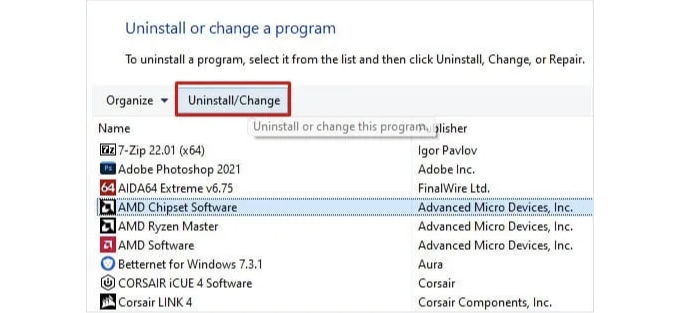 Uninstall or change a program
To uninstall a program, select it from the list and then click Uninstall, Change, or Repair.
Organize Uninstall/Change
Uninstall or change this program.
Name
7-Zip 22.01 (x64) Igor Pavlov
Adobe Photoshop 2021 Adobe Inc.
AIDA64 Extreme v6.75 FinalWire Ltd.
AMD Chipset Software Advanced Micro Devices, Inc.
AMD Ryzen Master Advanced Micro Devices, Inc.
AMD Software Advanced Micro Devices, Inc.
Betternet for Windows 7.3.1 Aura
CORSAIR iCUE 4 Software Corsair
Corsair LINK 4 Corsair Components, Inc.